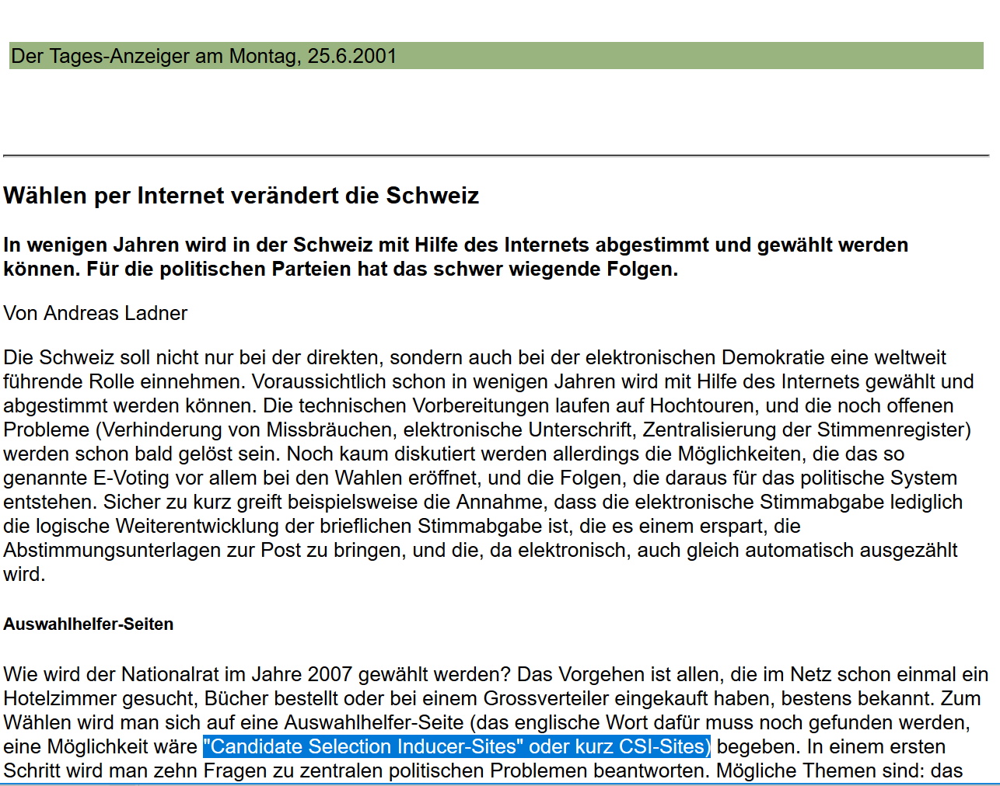 Der Tages-Anzeiger am Montag, 25.6.2001
Wählen per Internet verändert die Schweiz
In wenigen Jahren wird in der Schweiz mit Hilfe des Internets abgestimmt und gewählt werden
können. Für die politischen Parteien hat das schwer wiegende Folgen.
Von Andreas Ladner
Die Schweiz soll nicht nur bei der direkten, sondern auch bei der elektronischen Demokratie eine weltweit
führende Rolle einnehmen. Voraussichtlich schon in wenigen Jahren wird mit Hilfe des Internets gewählt und
abgestimmt werden können. Die technischen Vorbereitungen laufen auf Hochtouren, und die noch offenen
Probleme (Verhinderung von Missbräuchen, elektronische Unterschrift, Zentralisierung der Stimmenregister)
werden schon bald gelöst sein. Noch kaum diskutiert werden allerdings die Möglichkeiten, die das so
genannte E-Voting vor allem bei den Wahlen eröffnet, und die Folgen, die daraus für das politische System
entstehen. Sicher zu kurz greift beispielsweise die Annahme, dass die elektronische Stimmabgabe lediglich
die logische Weiterentwicklung der brieflichen Stimmabgabe ist, die es einem erspart, die
Abstimmungsunterlagen zur Post zu bringen, und die, da elektronisch, auch gleich automatisch ausgezählt
wird.
Auswahlhelfer-Seiten
Wie wird der Nationalrat im Jahre 2007 gewählt werden? Das Vorgehen ist allen, die im Netz schon einmal ein
Hotelzimmer gesucht, Bücher bestellt oder bei einem Grossverteiler eingekauft haben, bestens bekannt. Zum
Wählen wird man sich auf eine Auswahlhelfer-Seite (das englische Wort dafür muss noch gefunden werden,
eine Möglichkeit wäre "Candidate Selection Inducer-Sites" oder kurz CSI-Sites) begeben. In einem ersten
Schritt wird man zehn Fragen zu zentralen politischen Problemen beantworten. Mögliche Themen sind: das